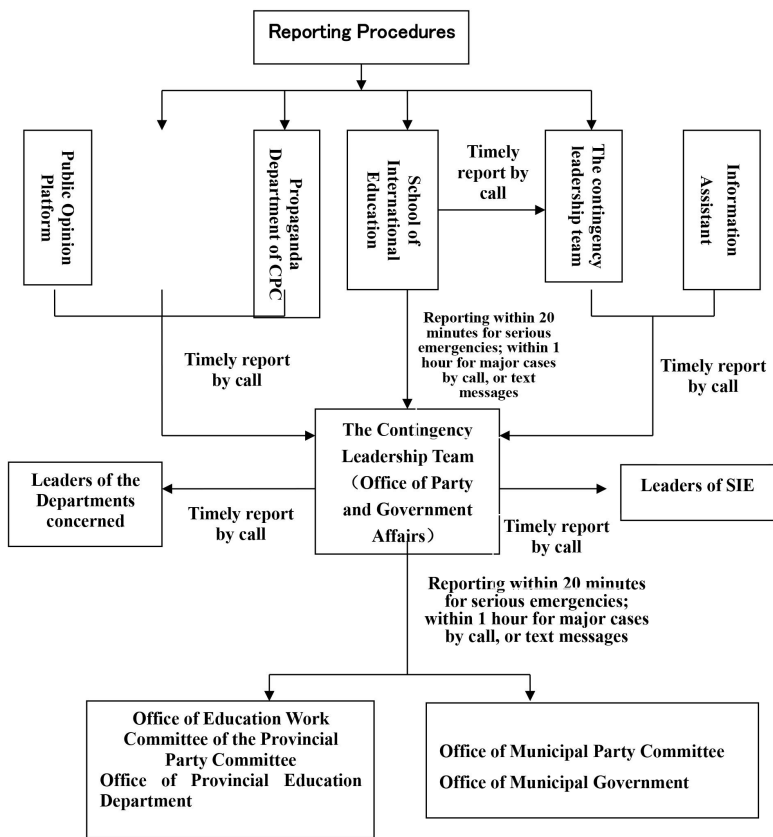 Reporting Procedures
Public Opinion
Platform
Propaganda
Department of CPC
School of
International
Education
Timely
report by
call
The contingency
leadership team
Information
Assistant
Timely report
by call
Reporting within 20
minutes for serious
emergencies; within 1
hour for major cases
by call, or text
messages
Timely report
by call
The Contingency
Leadership Team
（Office of Party
and Government
Affairs）
Leaders of the
Departments
concerned
Timely report
by call
Leaders of SIE
Timely report
by call
Reporting within 20 minutes
for serious emergencies;
within 1 hour for major cases
by call, or text messages
Office of Education Work
Committee of the Provincial
Party Committee
Office of Provincial Education
Department
Office of Municipal Party Committee
Office of Municipal Government